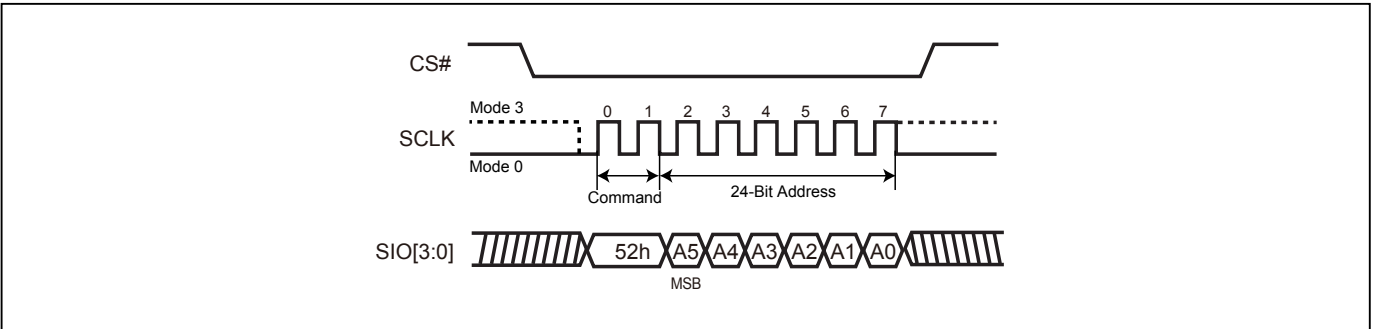 CS#
Mode 3
0 1 2 3 4 5 6 7
SCLK
Mode 0
Command
24-Bit Address
SIO[3:0]
52h A5 A4 A3 A2 A1 A0
MSB